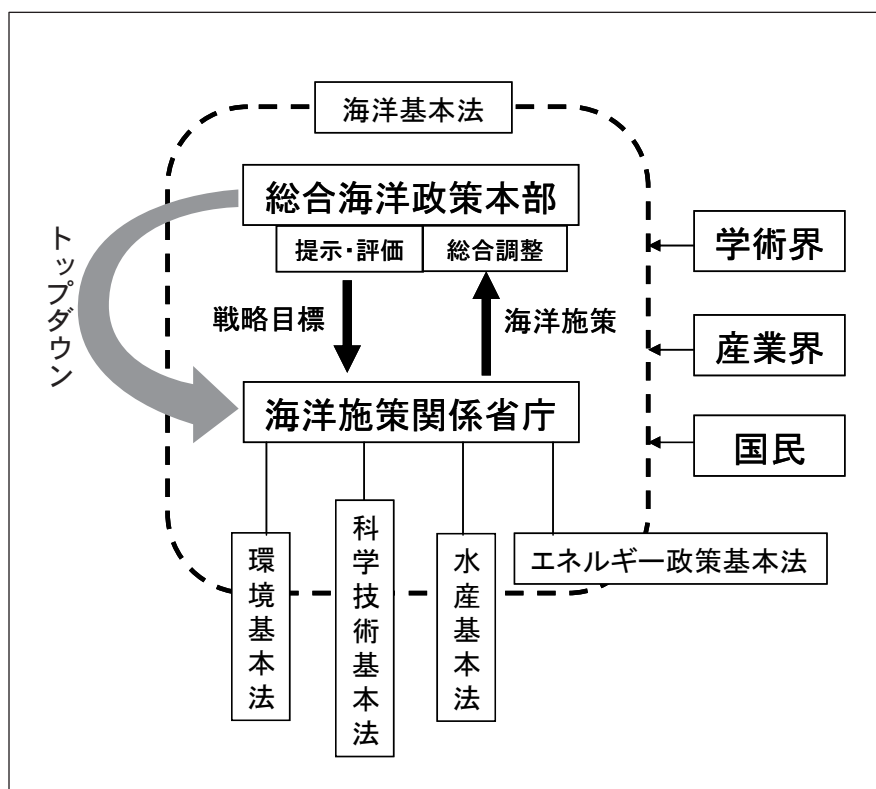 海洋基本法
総合海洋政策本部
提示・評価
総合調整
トップダウン
戦略目標
海洋施策
海洋施策関係省庁
環境基本法
科学技術基本法
水産基本法
エネルギー政策基本法
学術界
産業界
国民